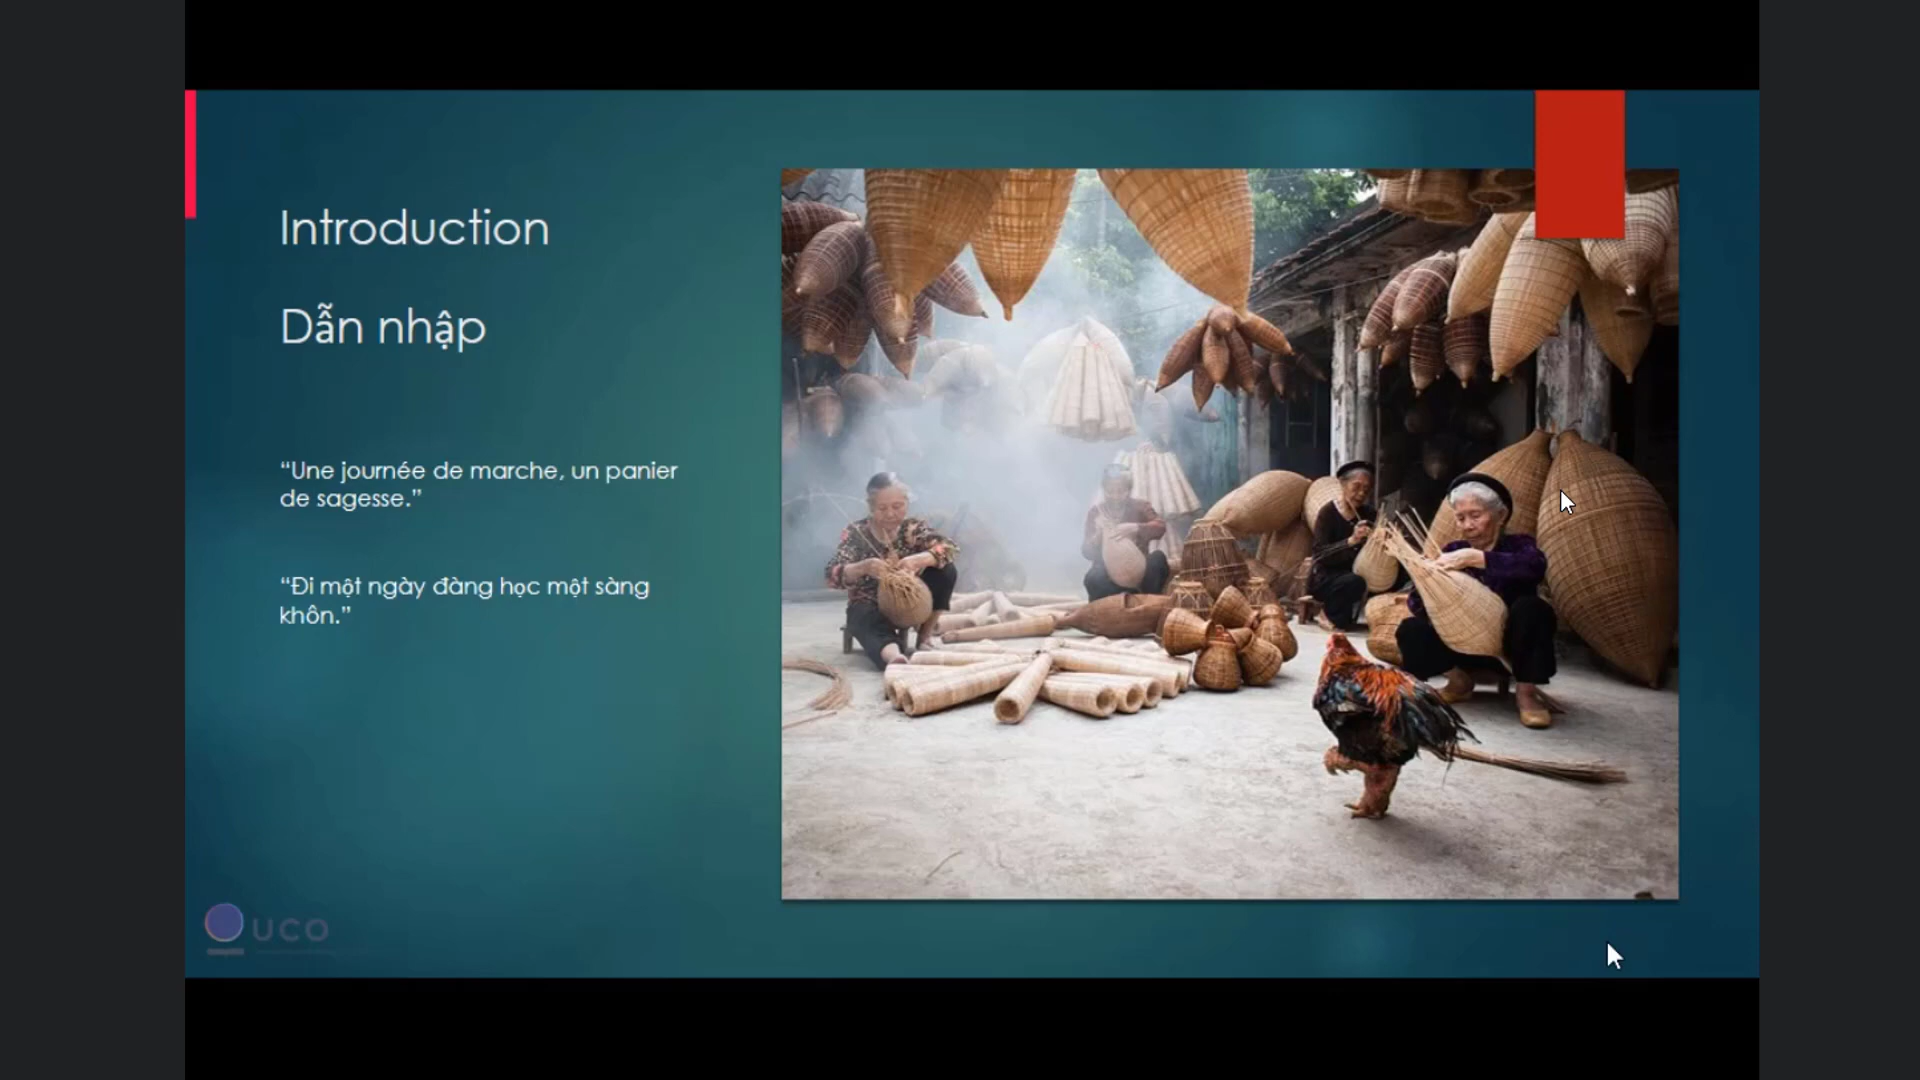 Introduction
Dẫn nhập
“Une journée de marche, un panier
de sagesse.”
“Đi một ngày đàng học một sàng
khôn.”
UCO